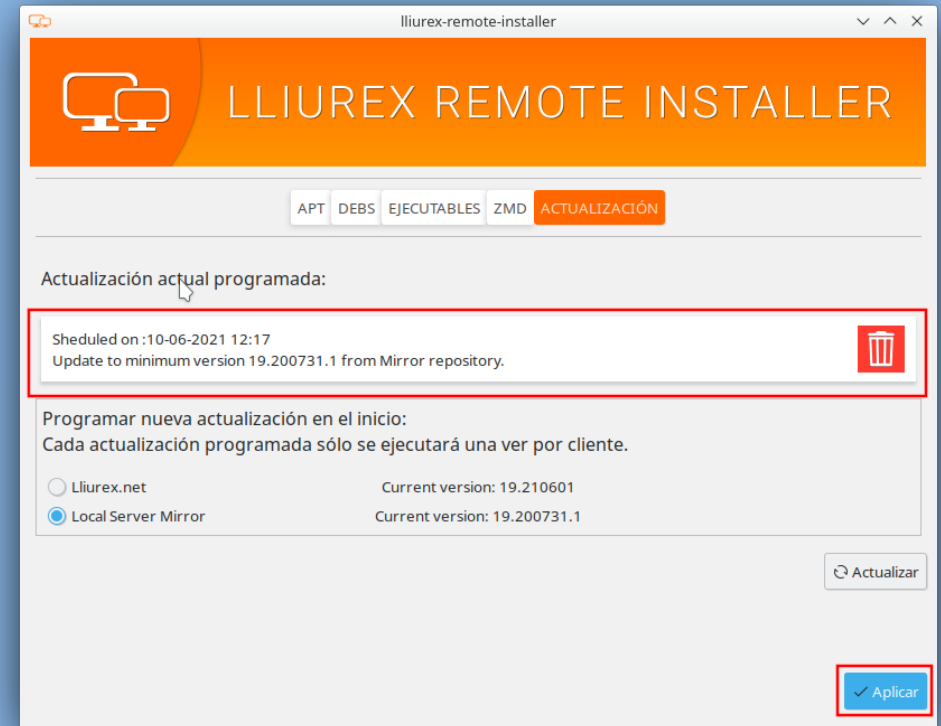 lliurex-remote-installer
LLIUREX REMOTE INSTALLER
APT DEBS EJECUTABLES ZMD ACTUALIZACIÓN
Actualización actual programada:
Sheduled on :10-06-2021 12:17
Update to minimum version 19.200731.1 from Mirror repository.
Programar nueva actualización en el inicio:
Cada actualización programada sólo se ejecutará una ver por cliente.
Lliurex.net Current version: 19.210601
Local Server Mirror Current version: 19.200731.1
Actualizar
Aplicar